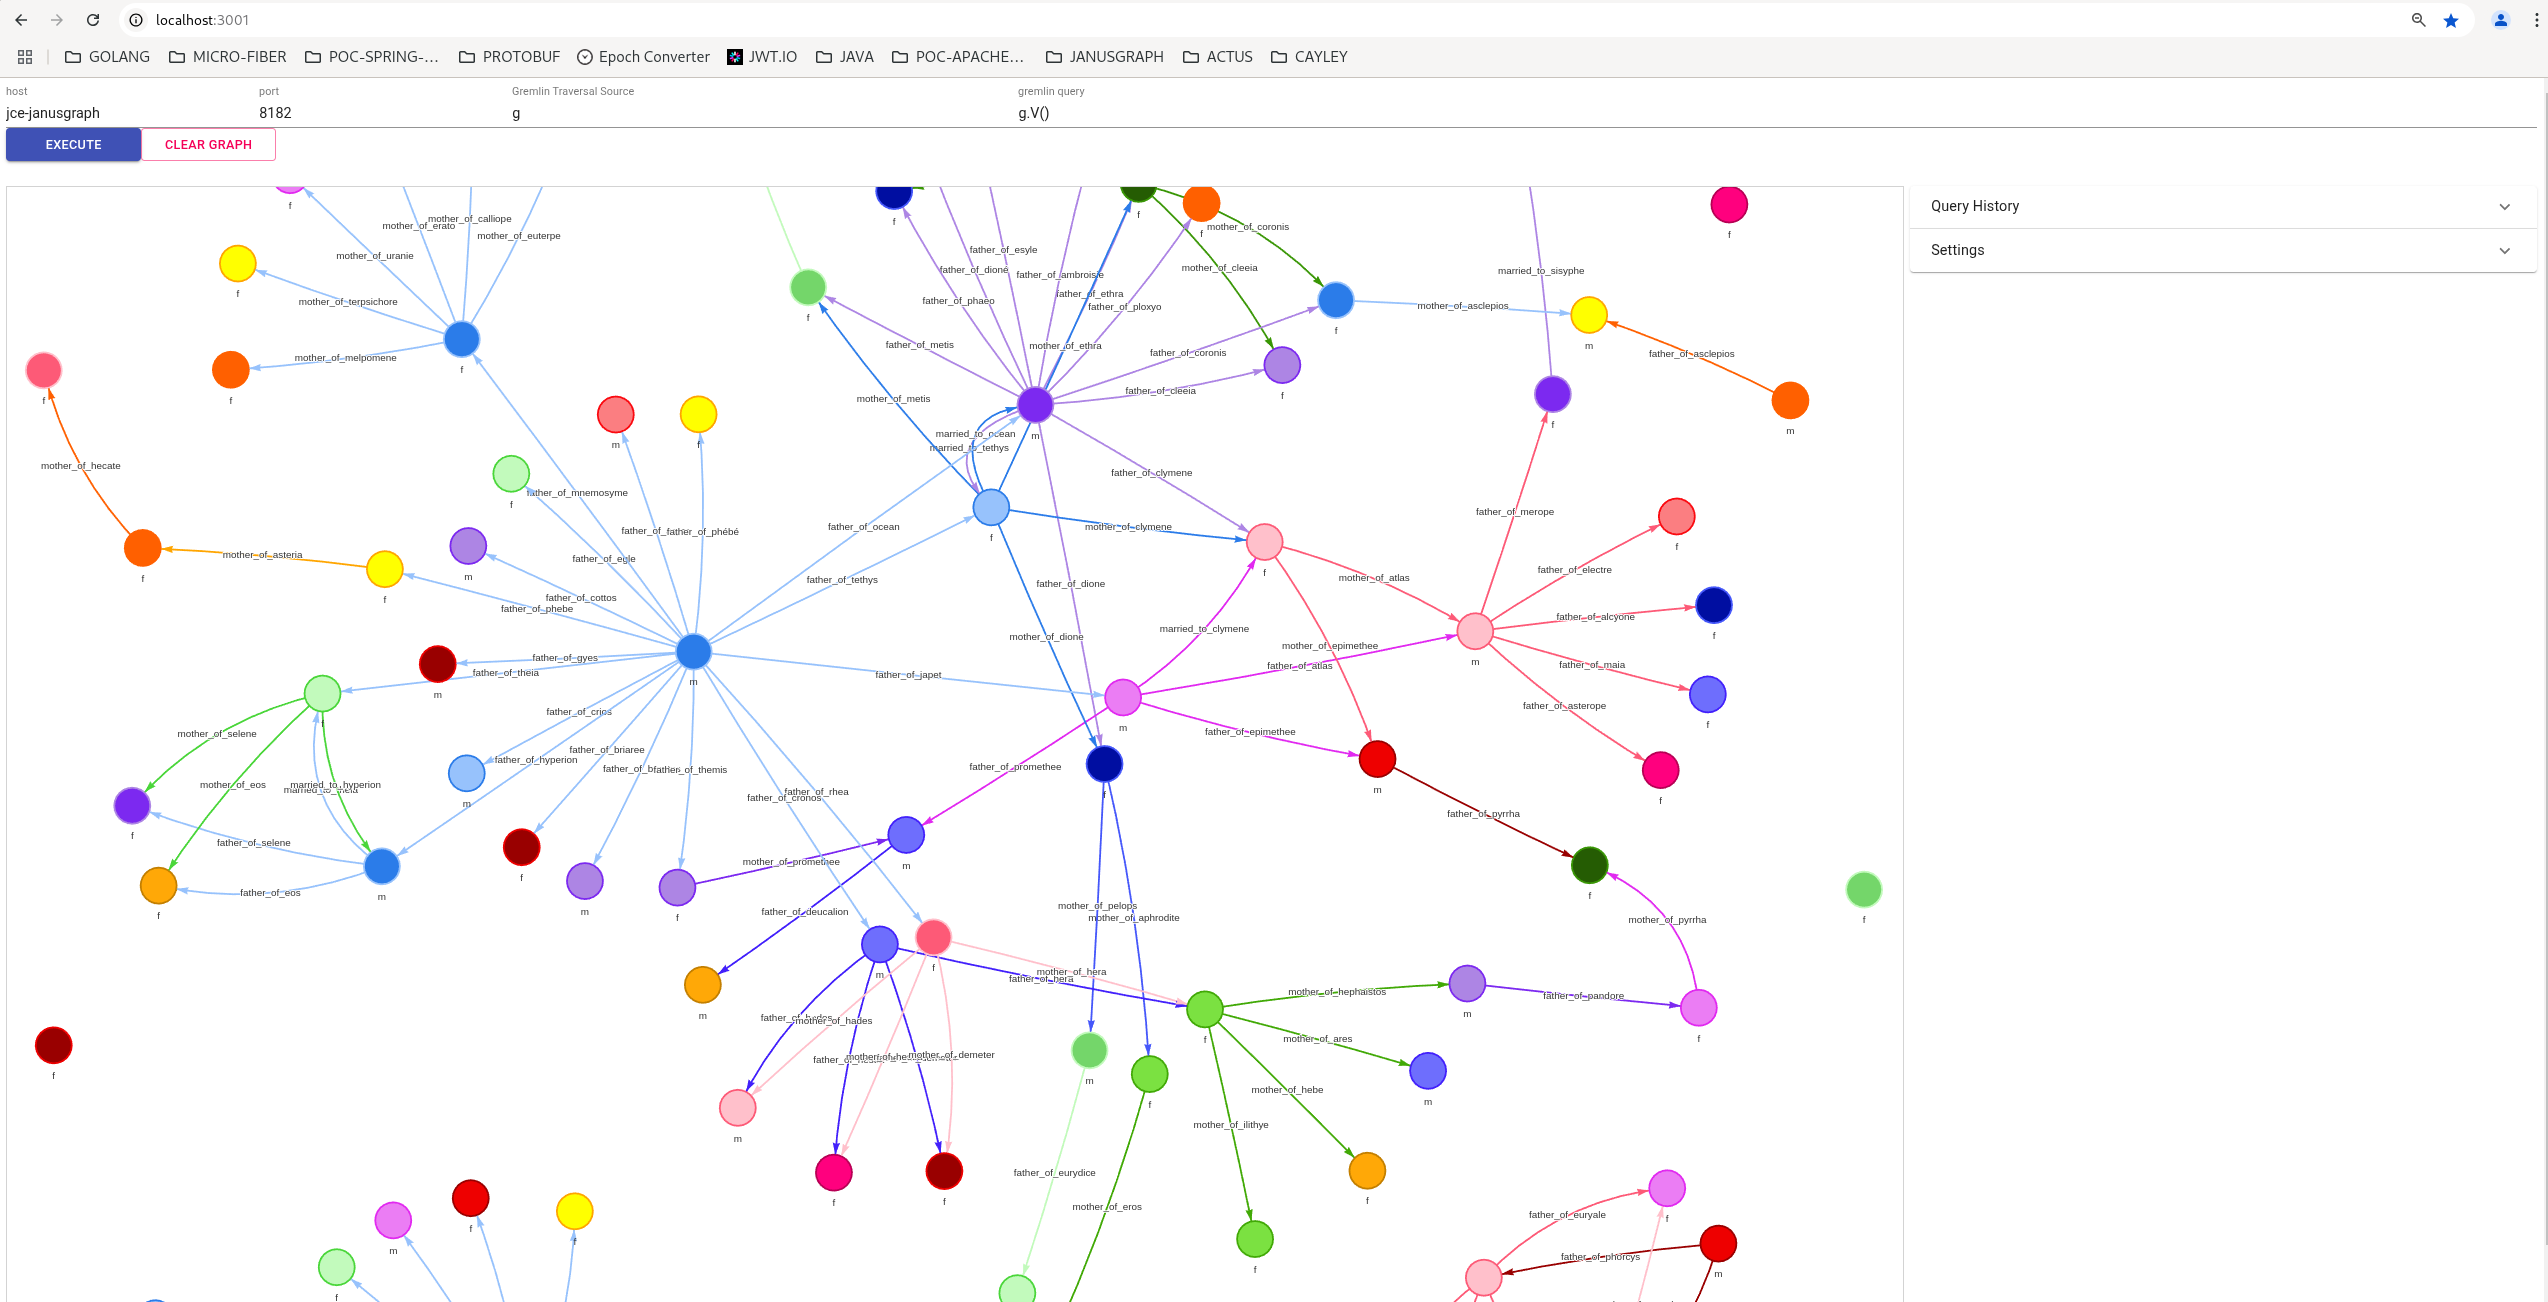 localhost:3001
GOLANG
MICRO-FIBER
POC-SPRING-...
PROTOBUF
Epoch Converter
JWT.IO
JAVA
POC-APACHE...
JANUSGRAPH
ACTUS
CAYLEY
host
port
Gremlin Traversal Source
gremlin query
jce-janusgraph
8182
g
g.V()
EXECUTE
CLEAR GRAPH
Query History
Settings
f
mother_of_erato
mother_of_calliope
mother_of_euterpe
mother_of_uranie
mother_of_terpsichore
mother_of_melpomene
f
f
f
f
mother_of_hecate
f
mother_of_asteria
f
f
f
f
f
father_of_esyle
father_of_dione
father_of_ambroisie
father_of_phaeo
father_of_ethra
father_of_ploxyo
mother_of_coronis
mother_of_cleeia
father_of_metis
mother_of_ethra
father_of_coronis
father_of_cleeia
mother_of_metis
m
f
f
mother_of_asclepios
m
father_of_asclepios
m
married_to_sisyphe
f
f
married_to_ocean
married_to_tethys
father_of_clymene
mother_of_clymene
f
f
m
f
f
m
father_of_mnemosyme
father_of_phébé
father_of_egle
father_of_cottos
father_of_phebe
father_of_ocean
father_of_tethys
father_of_dione
mother_of_dione
father_of_gyes
father_of_theia
m
m
father_of_japet
m
married_to_clymene
mother_of_atlas
mother_of_epimethee
father_of_atlas
father_of_epimethee
father_of_promethee
father_of_merope
father_of_electre
father_of_alcyone
father_of_maia
father_of_asterope
m
f
f
f
f
m
father_of_pyrrha
f
mother_of_pyrrha
f
f
f
mother_of_selene
mother_of_eos
married_to_hyperion
father_of_selene
father_of_eos
f
f
m
father_of_crios
father_of_hyperion
father_of_briaree
father_of_themis
m
f
m
f
father_of_cronos
father_of_rhea
mother_of_promethee
m
father_of_deucalion
m
m
f
mother_of_hera
father_of_hera
mother_of_pelops
mother_of_aphrodite
mother_of_hades
mother_of_demeter
m
f
f
m
f
f
mother_of_hephaistos
m
father_of_pandore
f
mother_of_ares
m
mother_of_hebe
f
mother_of_ilithye
f
father_of_eurydice
mother_of_eros
f
m
f
f
f
father_of_euryale
f
father_of_phorcys
m